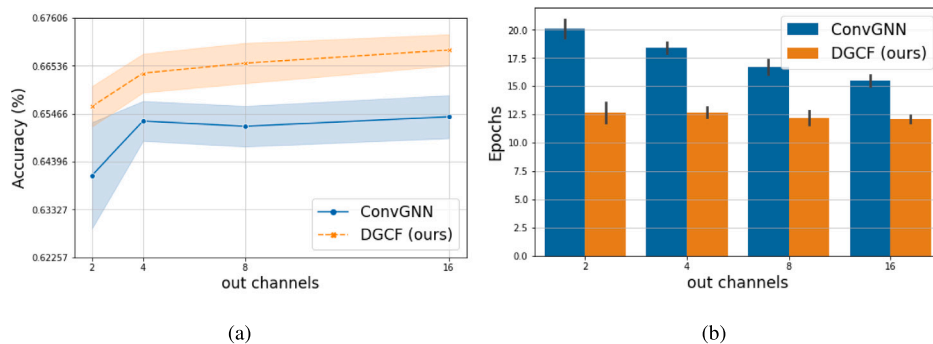 0.67606
0.66536
0.65466
0.64396
0.63327
0.62257
Accuracy (%)
2 4 8 16
out channels
ConvGNN
DGCF (ours)
(a)
20.0
17.5
15.0
12.5
10.0
7.5
5.0
2.5
0.0
Epochs
2 4 8 16
out channels
ConvGNN
DGCF (ours)
(b)